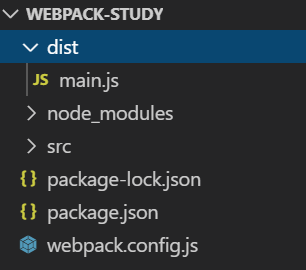 WEBPACK-STUDY
dist
JS main.js
node_modules
src
{} package-lock.json
{} package.json
webpack.config.js